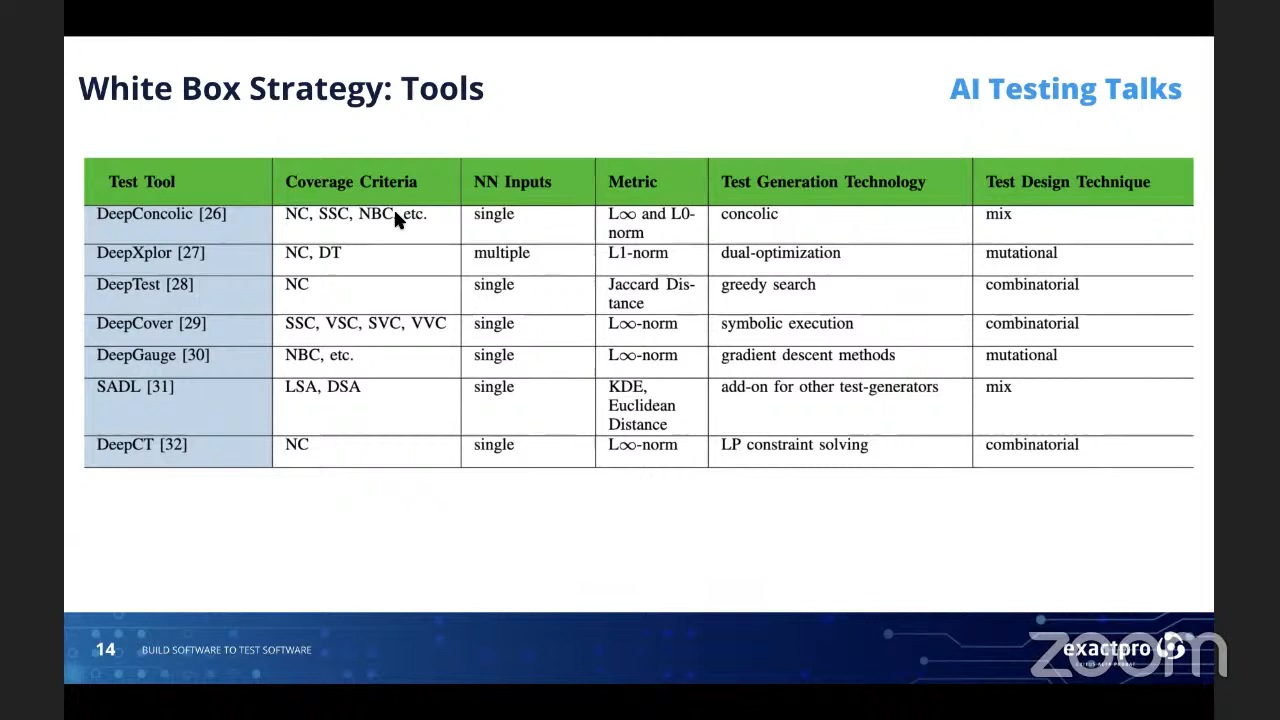 White Box Strategy: Tools
AI Testing Talks
Test Tool Coverage Criteria NN Inputs Metric Test Generation Technology Test Design Technique
DeepConcolic [26] NC, SSC, NBC, etc. single L∞ and L0- concolic mix
norm
DeepXplor [27] NC, DT multiple L1-norm dual-optimization mutational
DeepTest [28] NC single Jaccard Dis- greedy search combinatorial
tance
DeepCover [29] SSC, VSC, SVC, VVC single L∞-norm symbolic execution combinatorial
DeepGauge [30] NBC, etc. single L∞-norm gradient descent methods mutational
SADL [31] LSA, DSA single KDE, add-on for other test-generators mix
Euclidean
Distance
DeepCT [32] NC single L∞-norm LP constraint solving combinatorial
14 BUILD SOFTWARE TO TEST SOFTWARE
exactpro
zoom